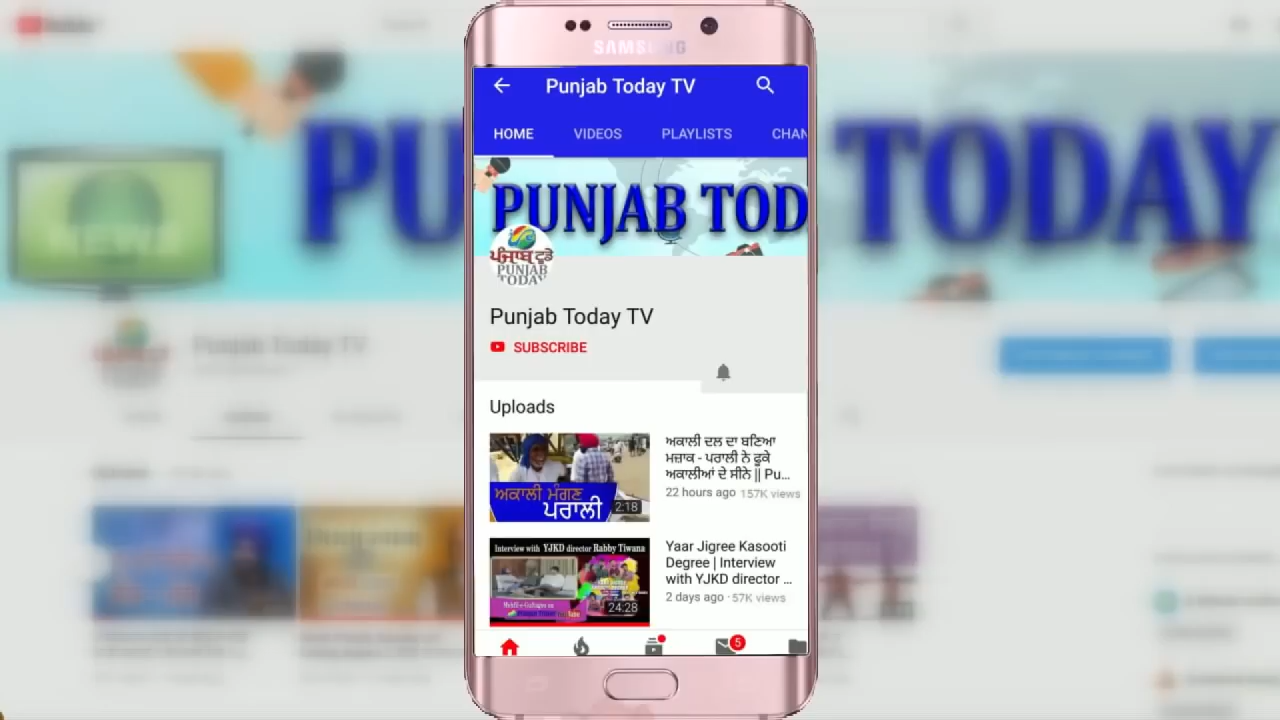 SAMSUNG
Punjab Today TV
HOME VIDEOS PLAYLISTS CHAN
PUNJAB TOD
ਪੰਜਾਬ ਟੂਡੇ
PUNJAB
TODAY
Punjab Today TV
SUBSCRIBE
Uploads
ਅਕਾਲੀ ਦਲ ਦਾ ਬਣਿਆ
ਮਜ਼ਾਕ - ਪਰਾਲੀ ਨੇ ਫੂਕੇ
ਅਕਾਲੀਆਂ ਦੇ ਸੀਨੇ || Pu...
22 hours ago 157K views
ਅਕਾਲੀ ਮੰਗਣ
ਪਰਾਲੀ
2:18
Interview with YJKD director Rabby Tiwana
24:28
Yaar Jigree Kasooti
Degree | Interview
with YJKD director ...
2 days ago · 57K views
5
PU
TODAY
NEWS